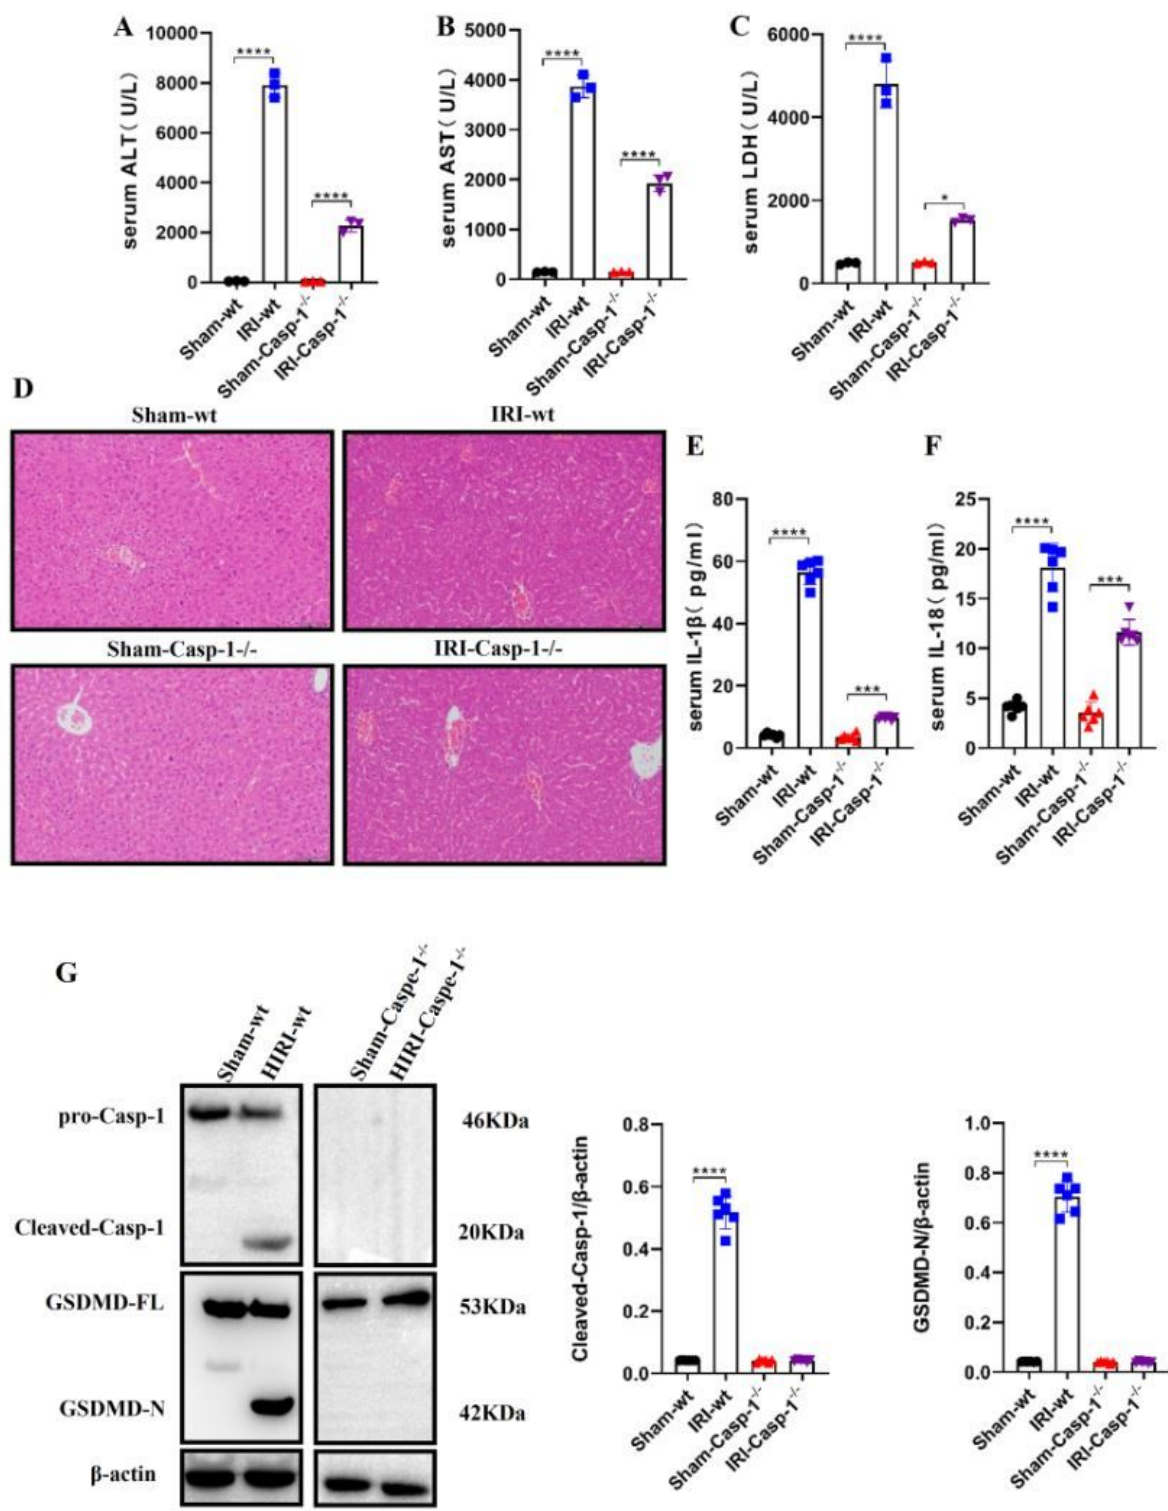 A
serum ALT( U/L)
10000
8000
6000
4000
2000
0
****
****
Sham-wt
IRI-wt
Sham-Casp-1-/-
IRI-Casp-1-/-
B
serum AST( U/L)
5000
4000
3000
2000
1000
0
****
****
Sham-wt
IRI-wt
Sham-Casp-1-/-
IRI-Casp-1-/-
C
serum LDH( U/L)
6000
4000
2000
0
****
*
Sham-wt
IRI-wt
Sham-Casp-1-/-
IRI-Casp-1-/-
D
Sham-wt
IRI-wt
Sham-Casp-1-/-
IRI-Casp-1-/-
E
serum IL-1β( pg/ml)
80
60
40
20
0
****
***
Sham-wt
IRI-wt
Sham-Casp-1-/-
IRI-Casp-1-/-
F
serum IL-18( pg/ml)
25
20
15
10
5
0
****
***
Sham-wt
IRI-wt
Sham-Casp-1-/-
IRI-Casp-1-/-
G
Sham-wt
HIRI-wt
Sham-Caspe-1-/-
HIRI-Caspe-1-/-
pro-Casp-1
46KDa
Cleaved-Casp-1
20KDa
GSDMD-FL
53KDa
GSDMD-N
42KDa
β-actin
Cleaved-Casp-1/β-actin
0.8
0.6
0.4
0.2
0.0
****
Sham-wt
IRI-wt
Sham-Casp-1-/-
IRI-Casp-1-/-
GSDMD-N/β-actin
1.0
0.8
0.6
0.4
0.2
0.0
****
Sham-wt
IRI-wt
Sham-Casp-1-/-
IRI-Casp-1-/-